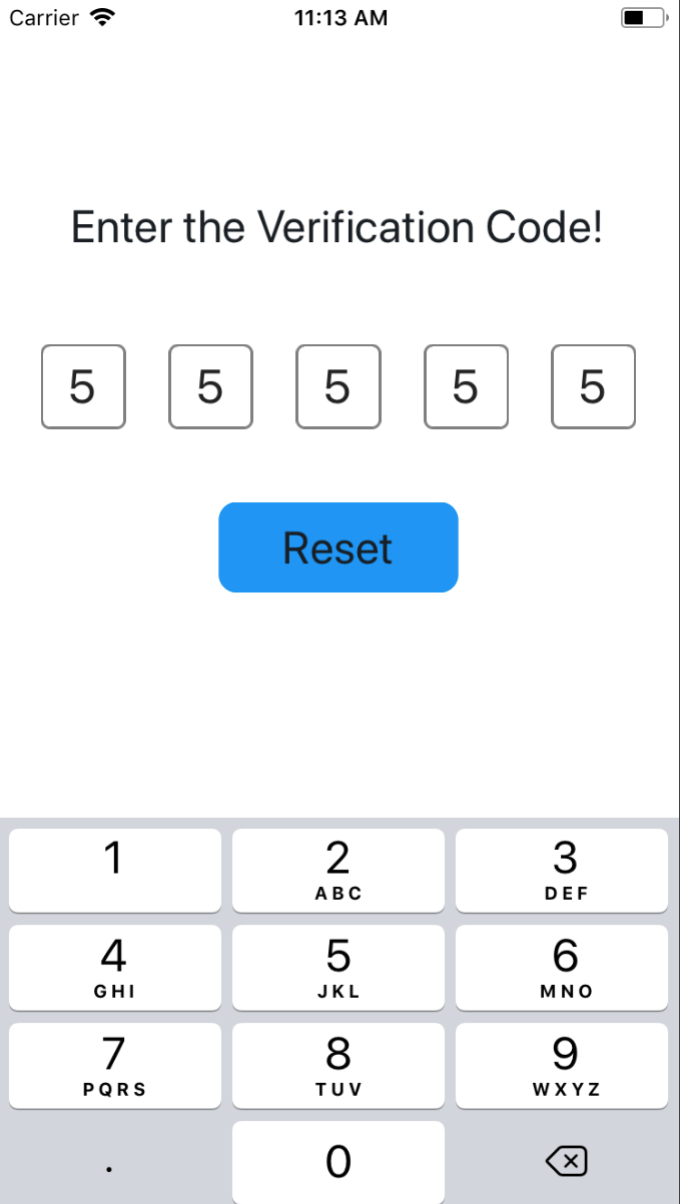 Carrier 11:13 AM
Enter the Verification Code!
5 5 5 5 5
Reset
1 2 3
ABC DEF
4 5 6
GHI JKL MNO
7 8 9
PQRS TUV WXYZ
. 0